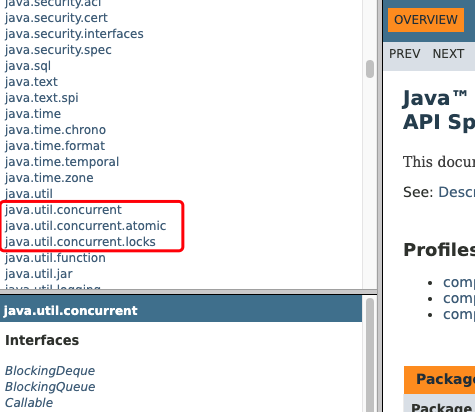 java.security.acl
java.security.cert
java.security.interfaces
java.security.spec
java.sql
java.text
java.text.spi
java.time
java.time.chrono
java.time.format
java.time.temporal
java.time.zone
java.util
java.util.concurrent
java.util.concurrent.atomic
java.util.concurrent.locks
java.util.function
java.util.jar
java.util.logging
java.util.concurrent
Interfaces
BlockingDeque
BlockingQueue
Callable
OVERVIEW
PREV NEXT
Java™
API Sp
This docu
See: Descr
Profiles
comp
comp
comp
Package
Package